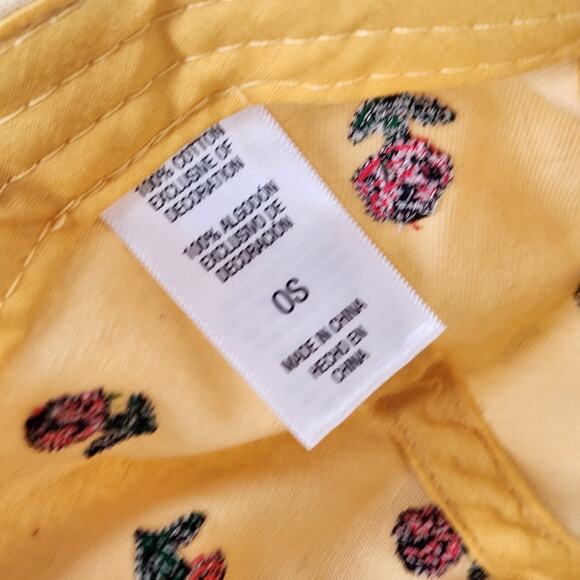 100% COTTON
EXCLUSIVE OF
DECORATION
100% ALGODÓN
EXCLUSIVO DE
DECORACIÓN
OS
MADE IN CHINA
HECHO EN
CHINA